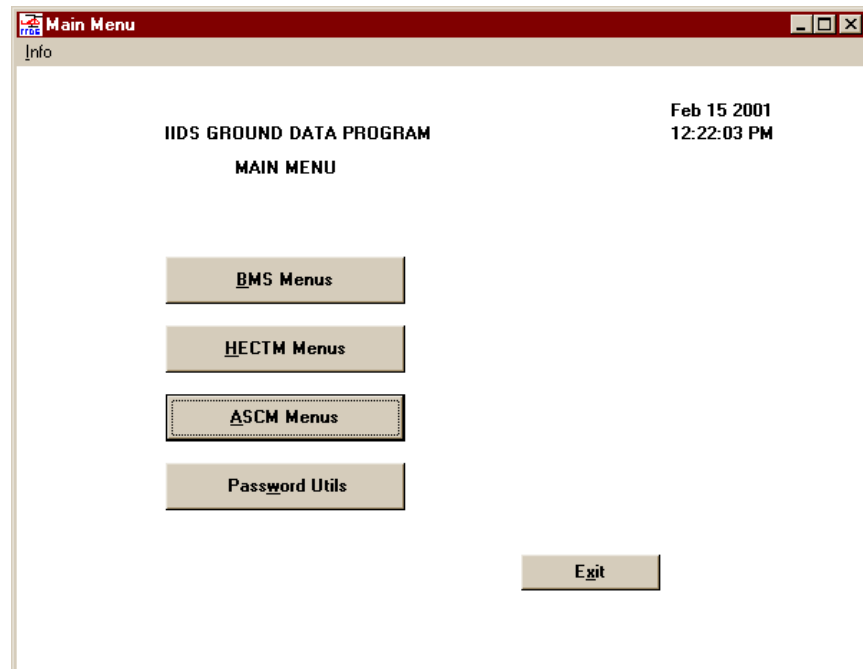 Main Menu
Info
Feb 15 2001
IIDS GROUND DATA PROGRAM
12:22:03 PM
MAIN MENU
BMS Menus
HECTM Menus
ASCM Menus
Password Utils
Exit